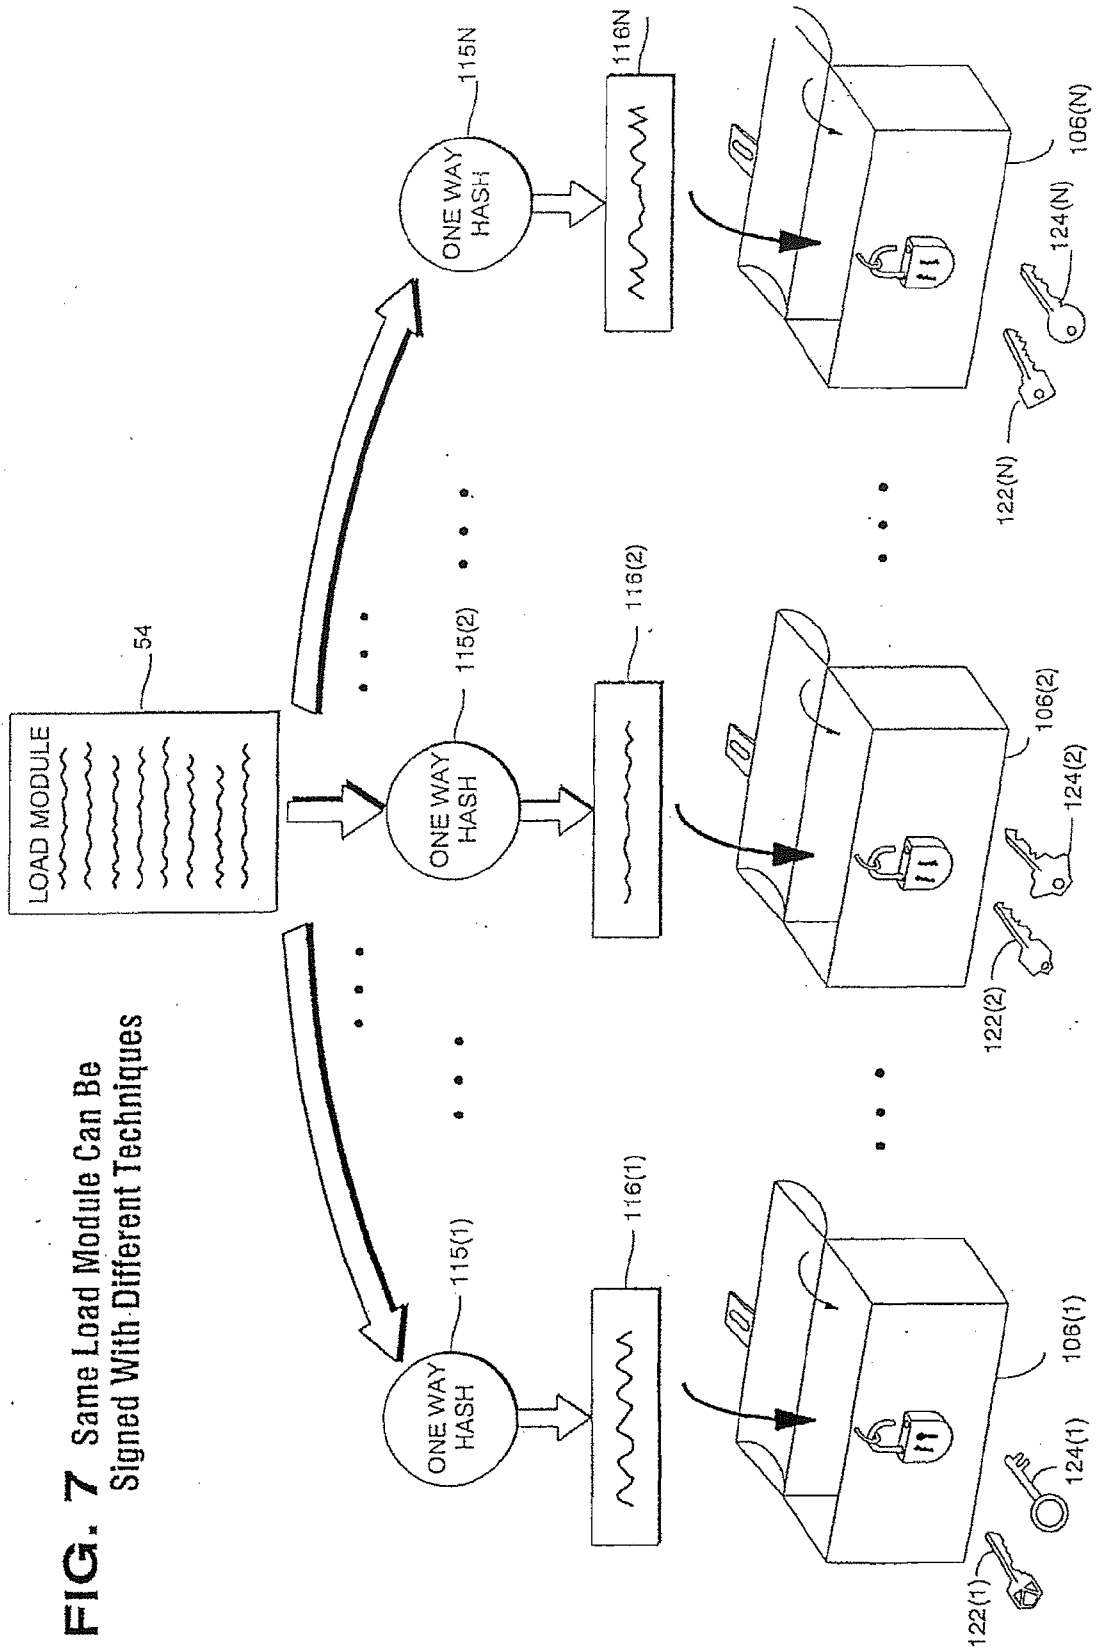 FIG. 7 Same Load Module Can Be
Signed With Different Techniques
LOAD MODULE
54
ONE WAY
HASH
115(1)
ONE WAY
HASH
115(2)
ONE WAY
HASH
115N
116(1)
116(2)
116N
106(1)
106(2)
106(N)
122(1)
124(1)
122(2)
124(2)
122(N)
124(N)